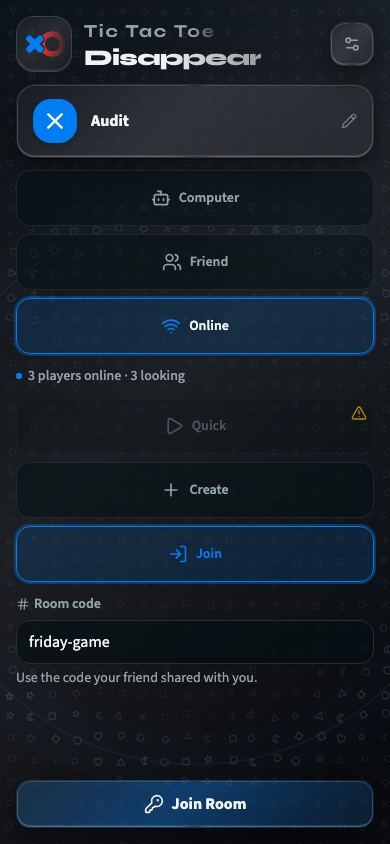 Tic Tac Toe
Disappear
Audit
Computer
Friend
Online
3 players online · 3 looking
Quick
Create
Join
# Room code
friday-game
Use the code your friend shared with you.
Join Room